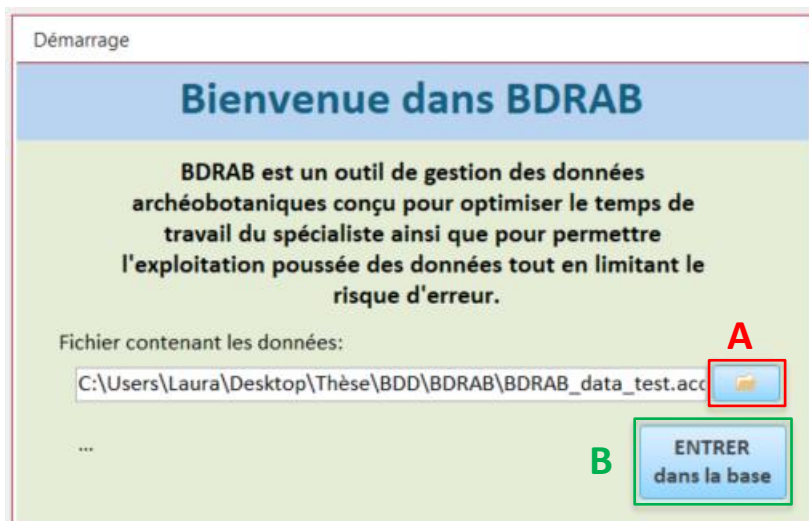 Démarrage
Bienvenue dans BDRAB
BDRAB est un outil de gestion des données
archéobotaniques conçu pour optimiser le temps de
travail du spécialiste ainsi que pour permettre
l'exploitation poussée des données tout en limitant le
risque d'erreur.
A
Fichier contenant les données:
C:\Users\Laura\Desktop\Thèse\BDD\BDRAB\BDRAB_data_test.acc
...
B
ENTRER
dans la base